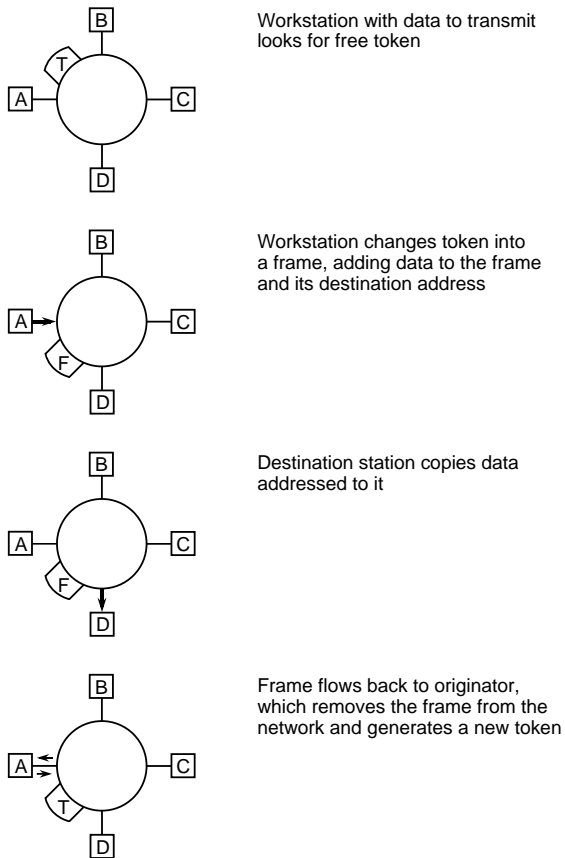 B
T
A
C
D
Workstation with data to transmit
looks for free token
B
A
C
F
D
Workstation changes token into
a frame, adding data to the frame
and its destination address
B
A
C
F
D
Destination station copies data
addressed to it
B
A
C
T
D
Frame flows back to originator,
which removes the frame from the
network and generates a new token